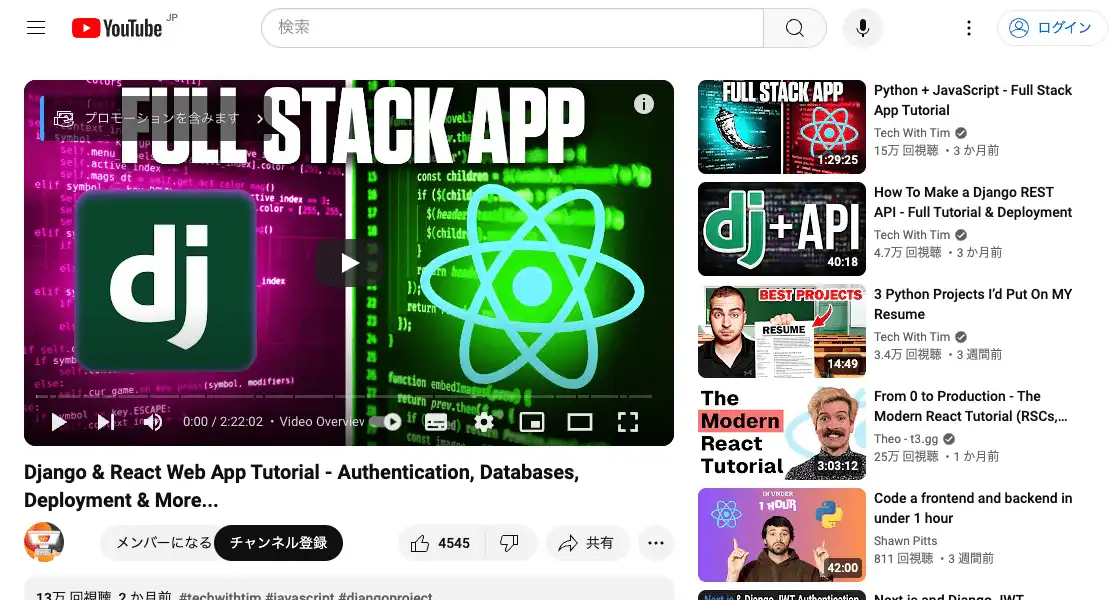 YouTube JP
検索
ログイン
FULL STACK APP
プロモーションを含みます
dj
0:00 / 2:22:02 ・ Video Overview
Django & React Web App Tutorial - Authentication, Databases,
Deployment & More...
メンバーになる
チャンネル登録
4545
共有
13万 回視聴 2 か月前 #techwithtim #javascript #djangoproject
FULL STACK APP
1:29:25
Python + JavaScript - Full Stack
App Tutorial
Tech With Tim
15万 回視聴 ・3 か月前
dj + API
40:18
How To Make a Django REST
API - Full Tutorial & Deployment
Tech With Tim
4.7万 回視聴 ・3 か月前
BEST PROJECTS
RESUME
14:49
3 Python Projects I'd Put On MY
Resume
Tech With Tim
3.4万 回視聴 ・3 週間前
The
Modern
React
Tutorial
3:03:12
From 0 to Production - The
Modern React Tutorial (RSCs,...
Theo - t3.gg
25万 回視聴 ・1 か月前
IN UNDER
1 HOUR
42:00
Code a frontend and backend in
under 1 hour
Shawn Pitts
811 回視聴 ・3 週間前
Next.js & Django JWT Authentication
Next.js and Django JWT